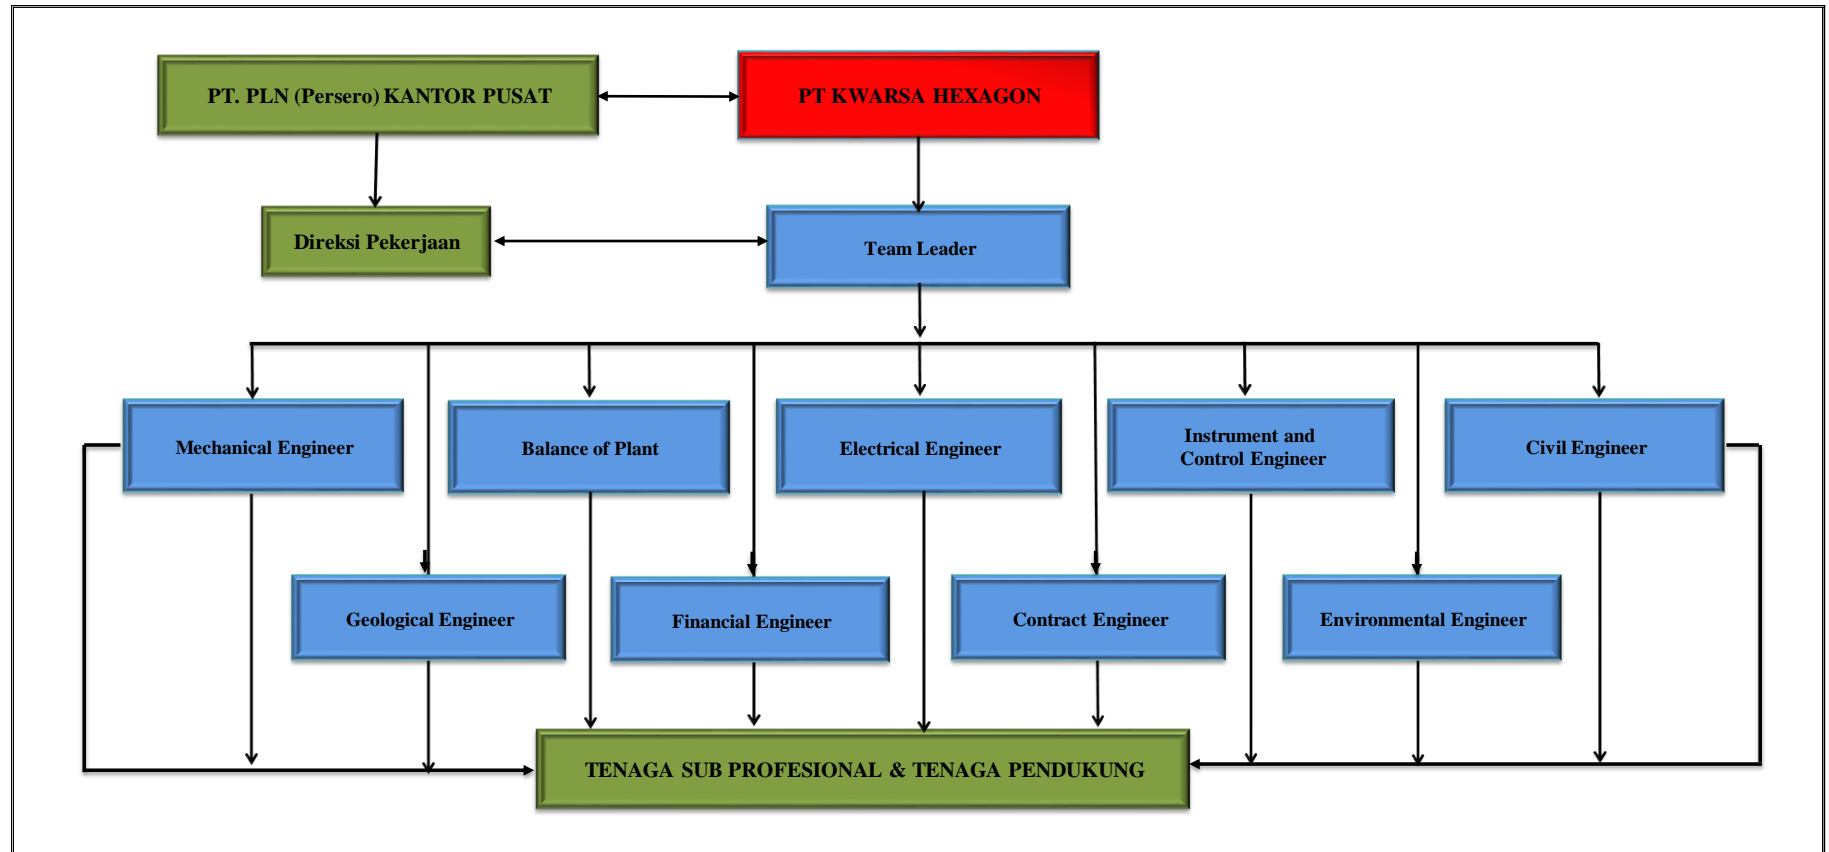 PT. PLN (Persero) KANTOR PUSAT
PT KWARSA HEXAGON
Direksi Pekerjaan
Team Leader
Mechanical Engineer
Balance of Plant
Electrical Engineer
Instrument and
Control Engineer
Civil Engineer
Geological Engineer
Financial Engineer
Contract Engineer
Environmental Engineer
TENAGA SUB PROFESIONAL & TENAGA PENDUKUNG